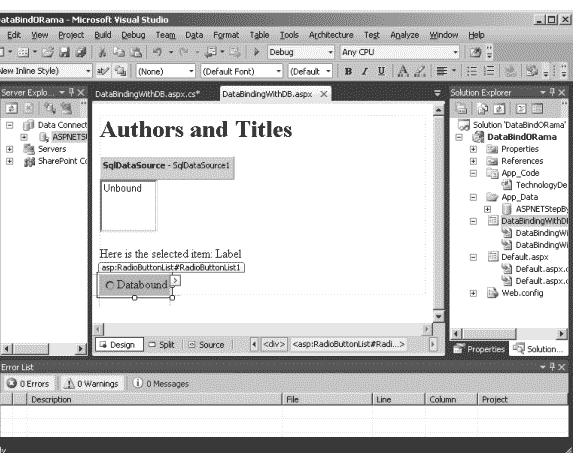 DataBindORama - Microsoft Visual Studio
Edit View Project Build Debug Team Data Format Table Tools Architecture Test Analyze Window Help
Debug Any CPU
New Inline Style) (None) (Default Font) (Default B I U A
Server Explo...
Data Connect
ASPNETS
Servers
SharePoint Co
DataBindingWithDB.aspx.cs* DataBindingWithDB.aspx
Authors and Titles
SqlDataSource - SqlDataSource1
Unbound
Here is the selected item: Label
asp:RadioButtonList#RadioButtonList1
Databound
Design Split Source <div> <asp:RadioButtonList#Radi...>
Solution Explorer
Solution 'DataBindORama'
DataBindORama
Properties
References
App_Code
TechnologyDe
App_Data
ASPNETStepBy
DataBindingWithDB
DataBindingWi
DataBindingWi
Default.aspx
Default.aspx.c
Default.aspx.d
Web.config
Properties Solution...
Error List
0 Errors 0 Warnings 0 Messages
Description File Line Column Project